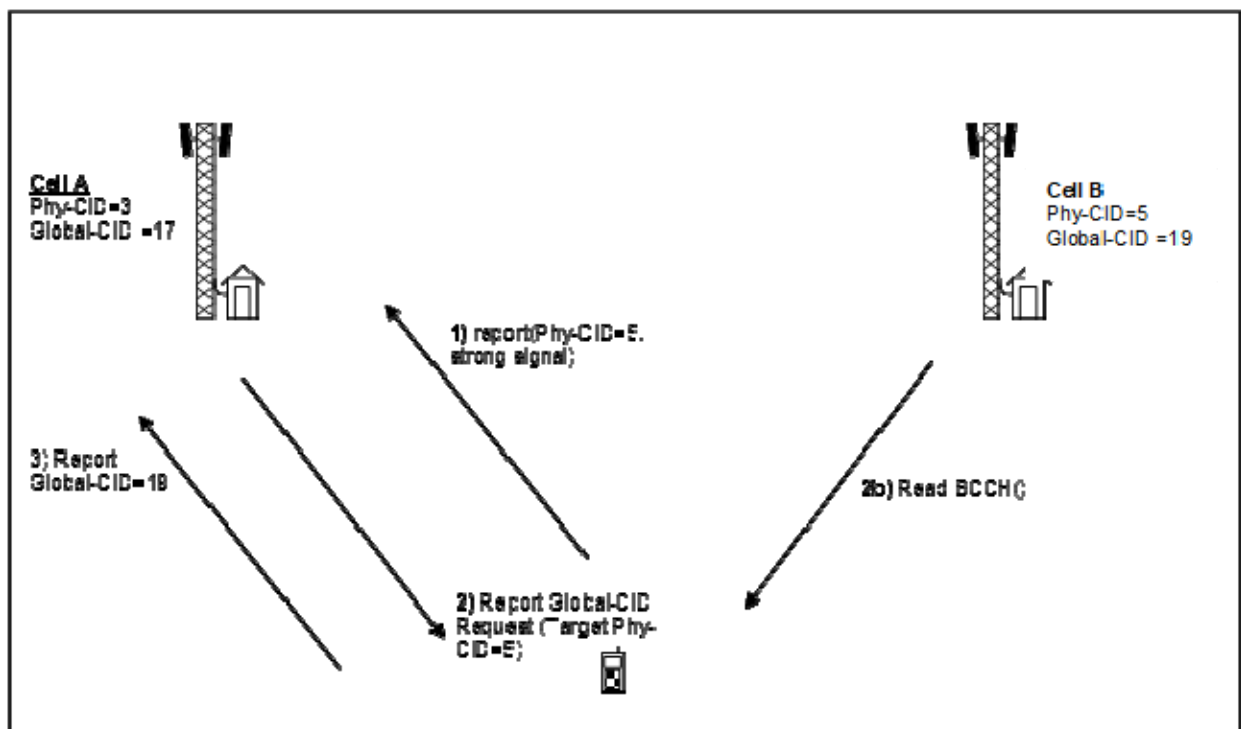 Cell A
Phy-CID=3
Global-CID =17
Cell B
Phy-CID=5
Global-CID =19
1) report(Phy-CID=5,
strong signal)
3) Report
Global-CID=19
2b) Read BCCH()
2) Report Global-CID
Request (Target Phy-
CID=5)